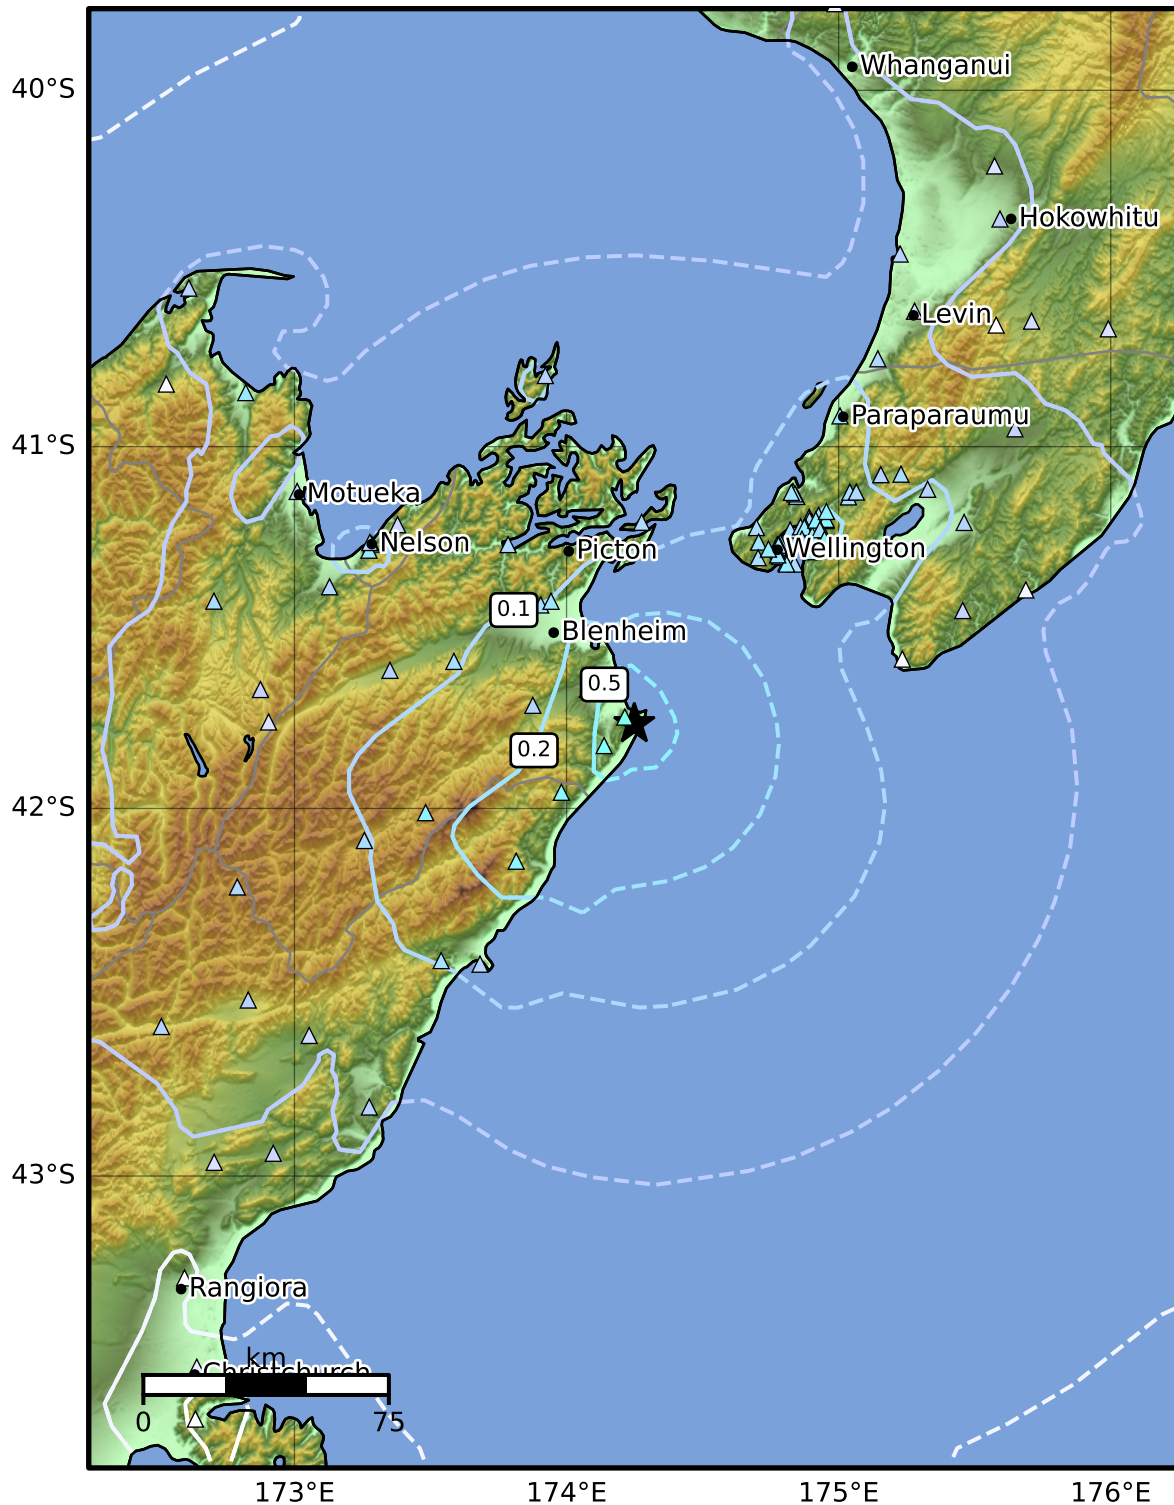 Whanganui
40°S
Hokowhitu
Levin
Paraparaumu
41°S
Motueka
Nelson
Picton
Wellington
0.1
Blenheim
0.5
0.2
42°S
43°S
Rangiora
km
Christchurch
0
75
173°E
174°E
175°E
176°E